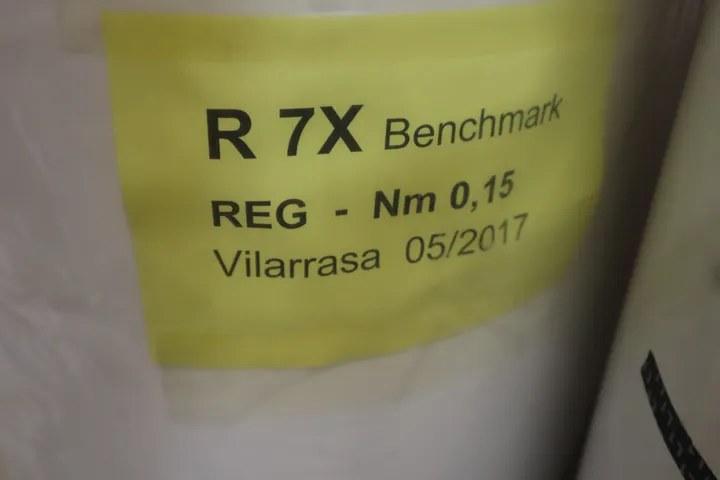 R 7X Benchmark
REG - Nm 0,15
Vilarrasa 05/2017